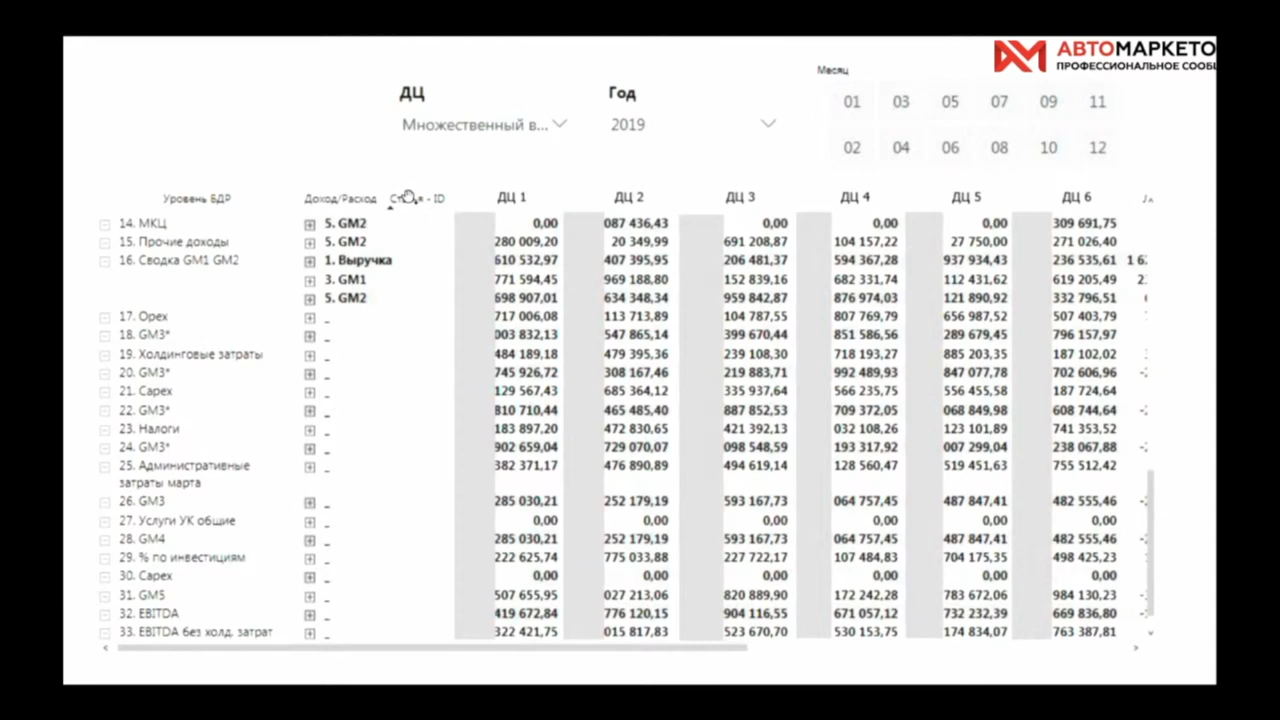 АВТОМАРКЕТО
ПРОФЕССИОНАЛЬНОЕ СООБЩ
Месяц
ДЦ Год
01 03 05 07 09 11
Множественный в... 2019
02 04 06 08 10 12
Уровень БДР Доход/Расход - ID ДЦ 1 ДЦ 2 ДЦ 3 ДЦ 4 ДЦ 5 ДЦ 6
14. МКЦ 5. GM2 0,00 087 436,43 0,00 0,00 0,00 309 691,75
15. Прочие доходы 5. GM2 280 009,20 20 349,99 691 208,87 104 157,22 27 750,00 271 026,40
16. Сводка GM1 GM2 1. Выручка 610 532,97 407 395,95 206 481,37 594 367,28 937 934,43 236 535,61 1 6
3. GM1 771 594,45 969 188,80 152 839,16 682 331,74 112 431,62 619 205,49 2
5. GM2 698 907,01 634 348,34 959 842,87 876 974,03 121 890,92 332 796,51
17. Opex _ 717 006,08 113 713,89 104 787,55 807 769,79 656 987,52 507 403,79
18. GM3* _ 003 832,13 547 865,14 399 670,44 851 586,56 289 679,45 796 157,97
19. Холдинговые затраты _ 484 189,18 479 395,36 239 108,30 718 193,27 885 203,35 187 102,02
20. GM3* _ 745 926,72 308 167,46 219 883,71 992 489,93 847 077,78 702 606,96
21. Capex _ 129 567,43 685 364,12 335 937,64 566 235,75 556 455,58 187 724,64
22. GM3* _ 810 710,44 465 485,40 887 852,53 709 372,05 068 849,98 608 744,64
23. Налоги _ 183 897,20 472 830,65 421 392,13 032 108,26 123 101,89 741 353,52
24. GM3* _ 902 659,04 729 070,07 098 548,59 193 317,92 007 299,04 238 067,88
25. Административные _ 382 371,17 476 890,89 494 619,14 128 560,47 519 451,63 755 512,42
затраты марта
26. GM3 _ 285 030,21 252 179,19 593 167,73 064 757,45 487 847,41 482 555,46
27. Услуги УК общие _ 0,00 0,00 0,00 0,00 0,00 0,00
28. GM4 _ 285 030,21 252 179,19 593 167,73 064 757,45 487 847,41 482 555,46
29. % по инвестициям _ 222 625,74 775 033,88 227 722,17 107 484,83 704 175,35 498 425,23
30. Capex _ 0,00 0,00 0,00 0,00 0,00 0,00
31. GM5 _ 507 655,95 027 213,06 820 889,90 172 242,28 783 672,06 984 130,23
32. EBITDA _ 419 672,84 776 120,15 904 116,55 671 057,12 732 232,39 669 836,80
33. EBITDA без холд. затрат _ 322 421,75 015 817,83 523 670,70 530 153,75 174 834,07 763 387,81